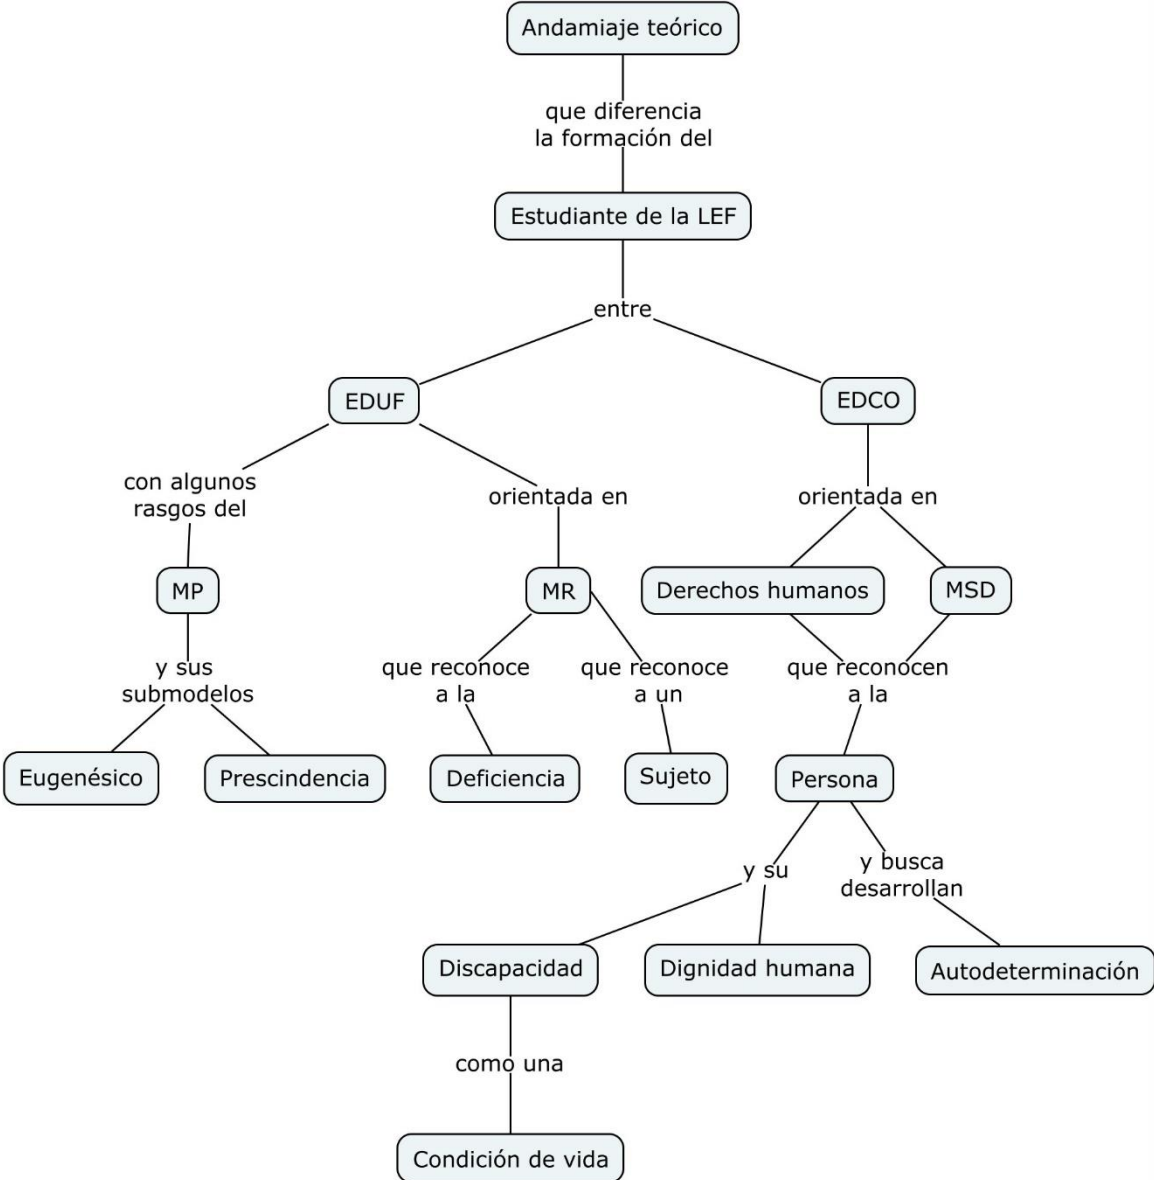 Andamiaje teórico
que diferencia
la formación del
Estudiante de la LEF
entre
EDUF
EDCO
con algunos
rasgos del
orientada en
orientada en
MP
MR
Derechos humanos
MSD
y sus
submodelos
que reconoce
a la
que reconoce
a un
que reconocen
a la
Eugenésico
Prescindencia
Deficiencia
Sujeto
Persona
y su
y busca
desarrollan
Discapacidad
Dignidad humana
Autodeterminación
como una
Condición de vida